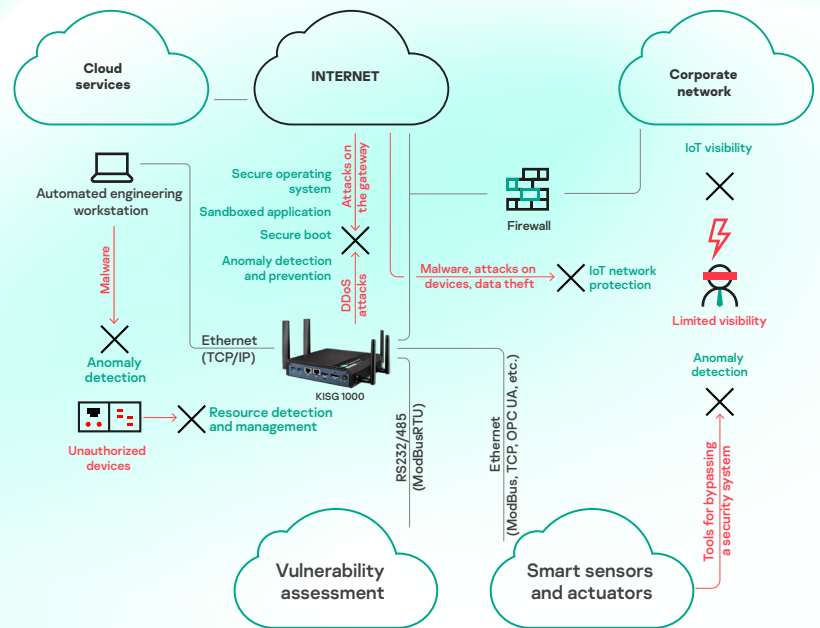 Cloud
services
INTERNET
Corporate
network
IoT visibility
Automated engineering
workstation
Secure operating
system
Sandboxed application
Secure boot
Anomaly detection
and prevention
Attacks on
the gateway
DDoS
attacks
Firewall
Malware, attacks on
devices, data theft
IoT network
protection
Limited visibility
Malware
Anomaly
detection
Ethernet
(TCP/IP)
KISG 1000
Unauthorized
devices
Resource detection
and management
RS232/485
(ModBusRTU)
Ethernet
(ModBus, TCP, OPC UA, etc.)
Anomaly
detection
Tools for bypassing
a security system
Vulnerability
assessment
Smart sensors
and actuators